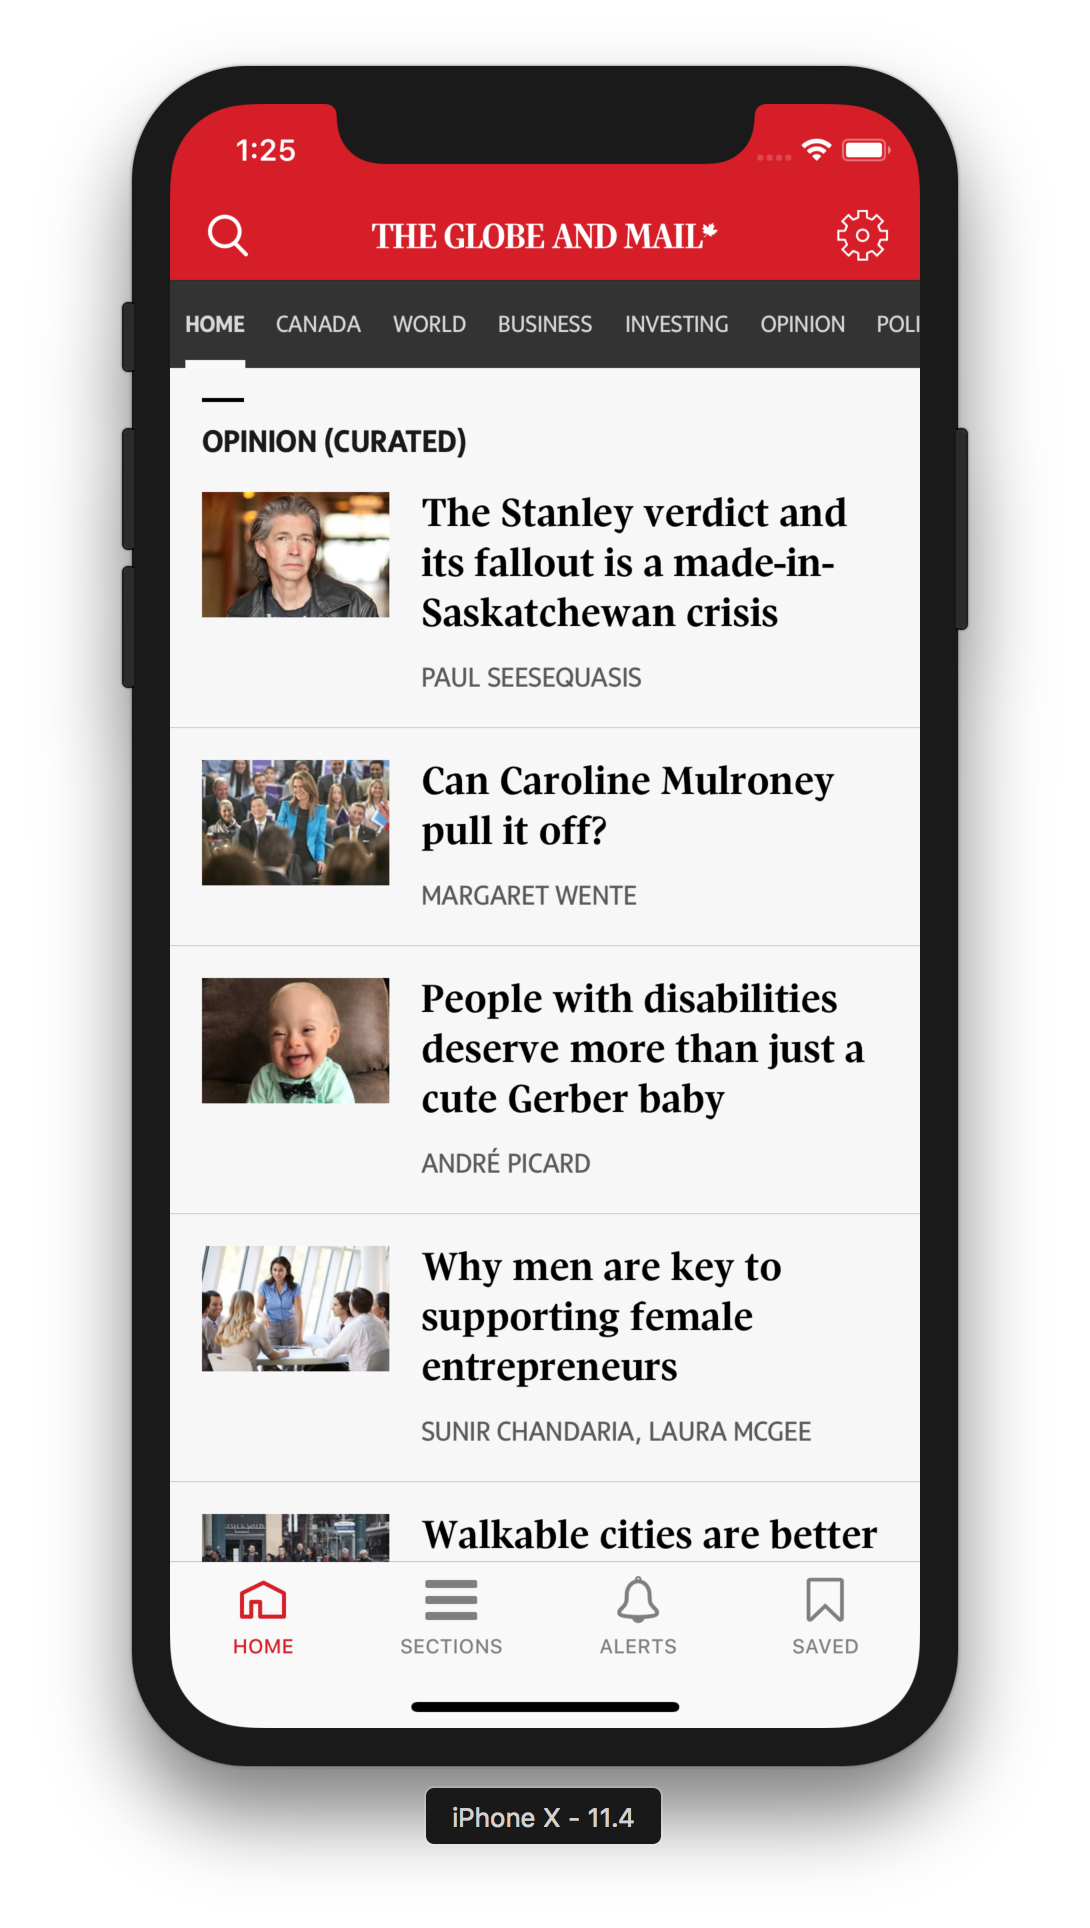 1:25
THE GLOBE AND MAIL
HOME CANADA WORLD BUSINESS INVESTING OPINION POLI
OPINION (CURATED)
The Stanley verdict and
its fallout is a made-in-
Saskatchewan crisis
PAUL SEESEQUASIS
Can Caroline Mulroney
pull it off?
MARGARET WENTE
People with disabilities
deserve more than just a
cute Gerber baby
ANDRÉ PICARD
Why men are key to
supporting female
entrepreneurs
SUNIR CHANDARIA, LAURA MCGEE
Walkable cities are better
HOME SECTIONS ALERTS SAVED
iPhone X - 11.4